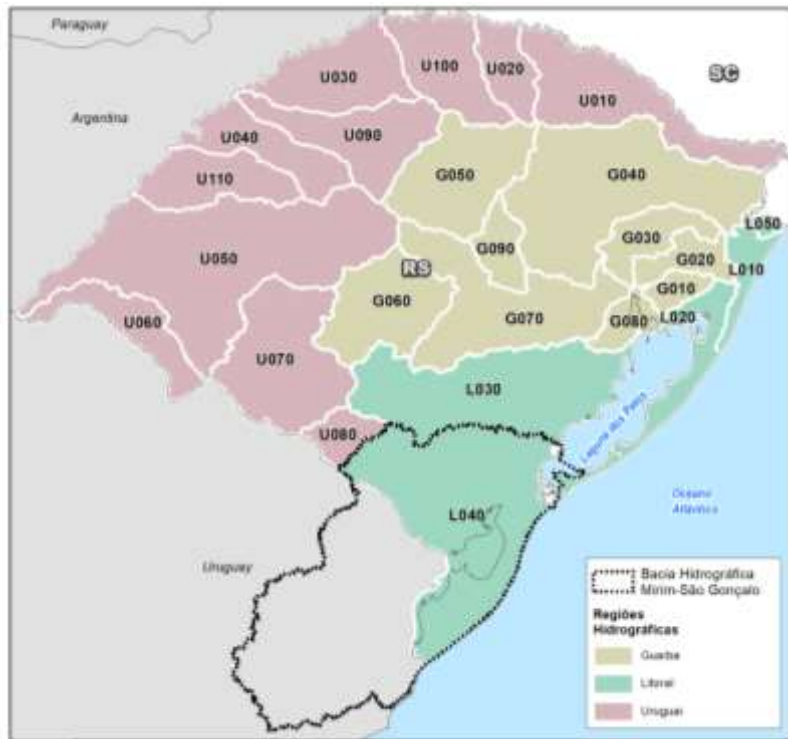 Paraguay
Argentina
SC
U030
U100
U020
U010
U040
U090
U110
G050
G040
L050
U050
RS
G090
G030
G020
L010
G010
G060
G070
G080
L020
U060
U070
L030
Laguna dos Patos
U080
L040
Oceano
Atlântico
Uruguay
Bacia Hidrográfica
Mirim-São Gonçalo
Regiões
Hidrográficas
Guaíba
Litoral
Uruguai